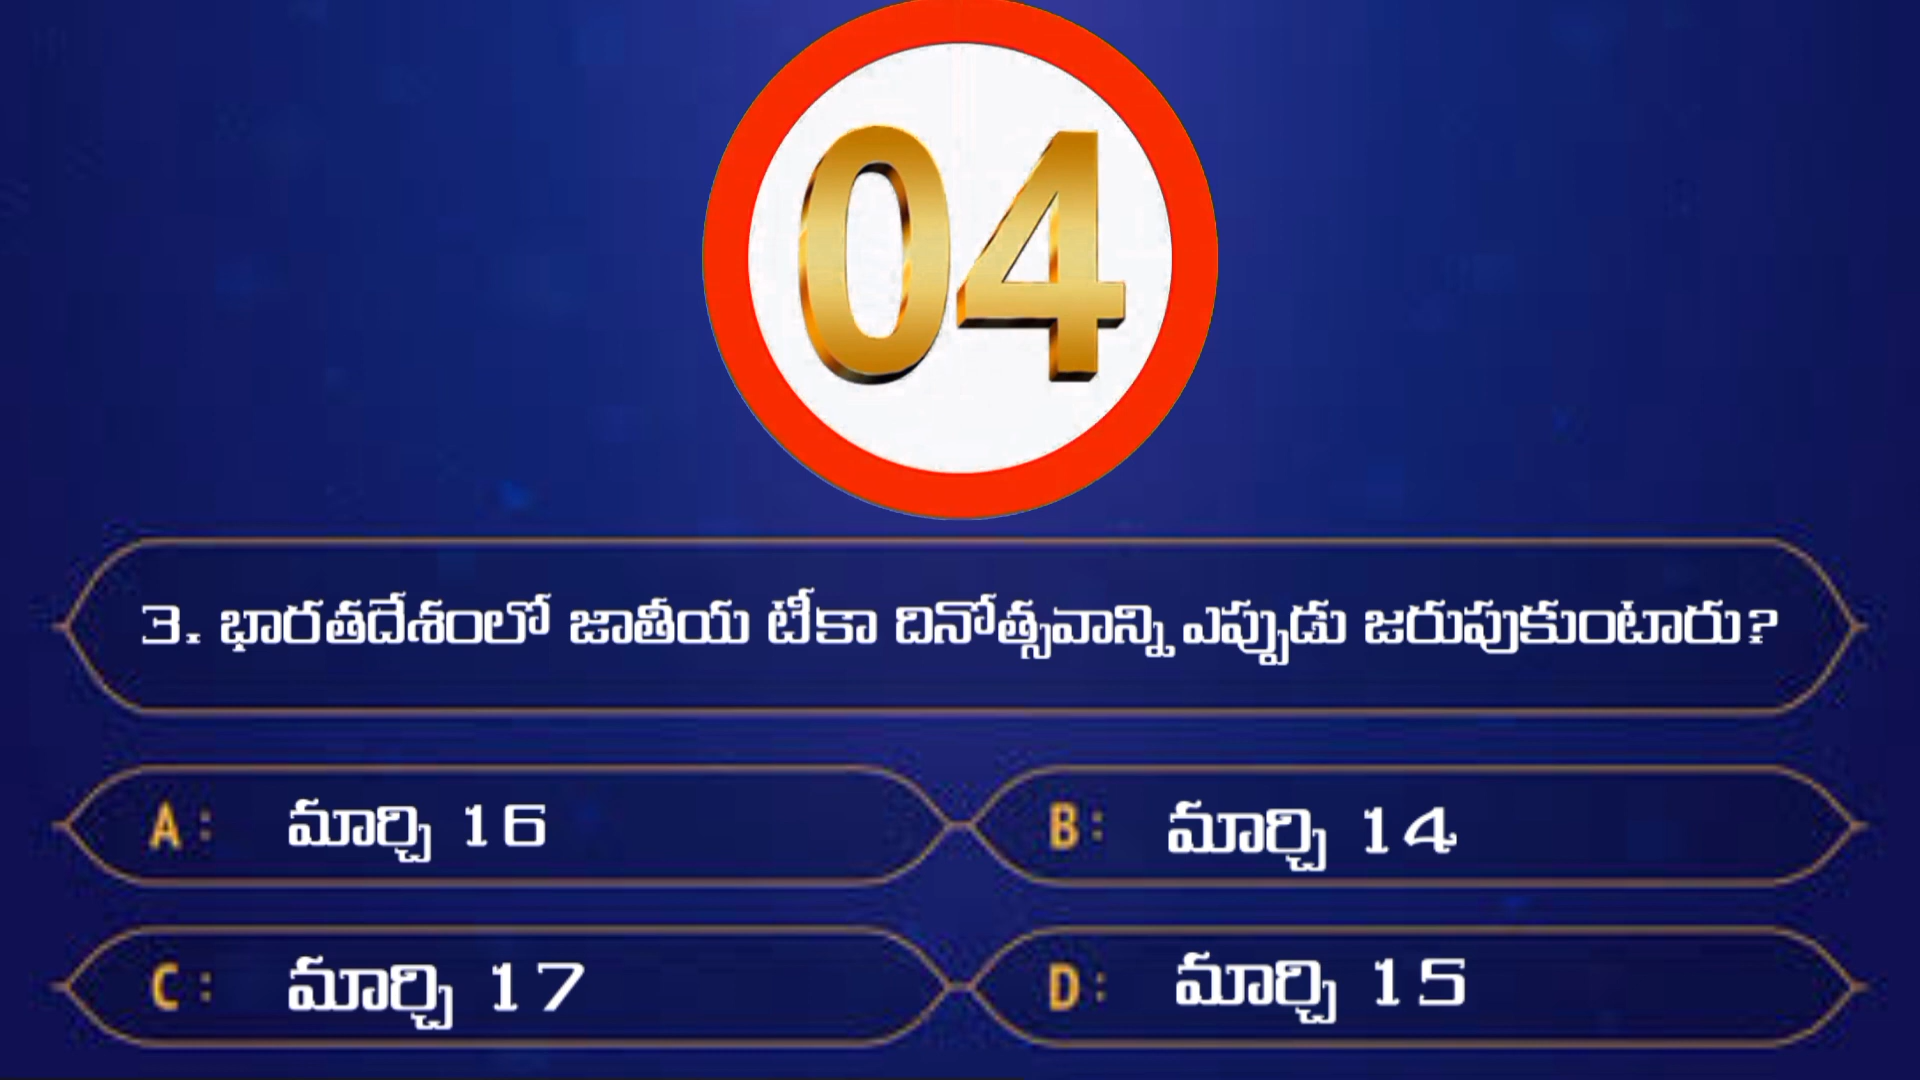 04
3. భారతదేశంలో జాతీయ టీకా దినోత్సవాన్ని ఎప్పుడు జరుపుకుంటారు?
A : మార్చి 16
B : మార్చి 14
C : మార్చి 17
D : మార్చి 15